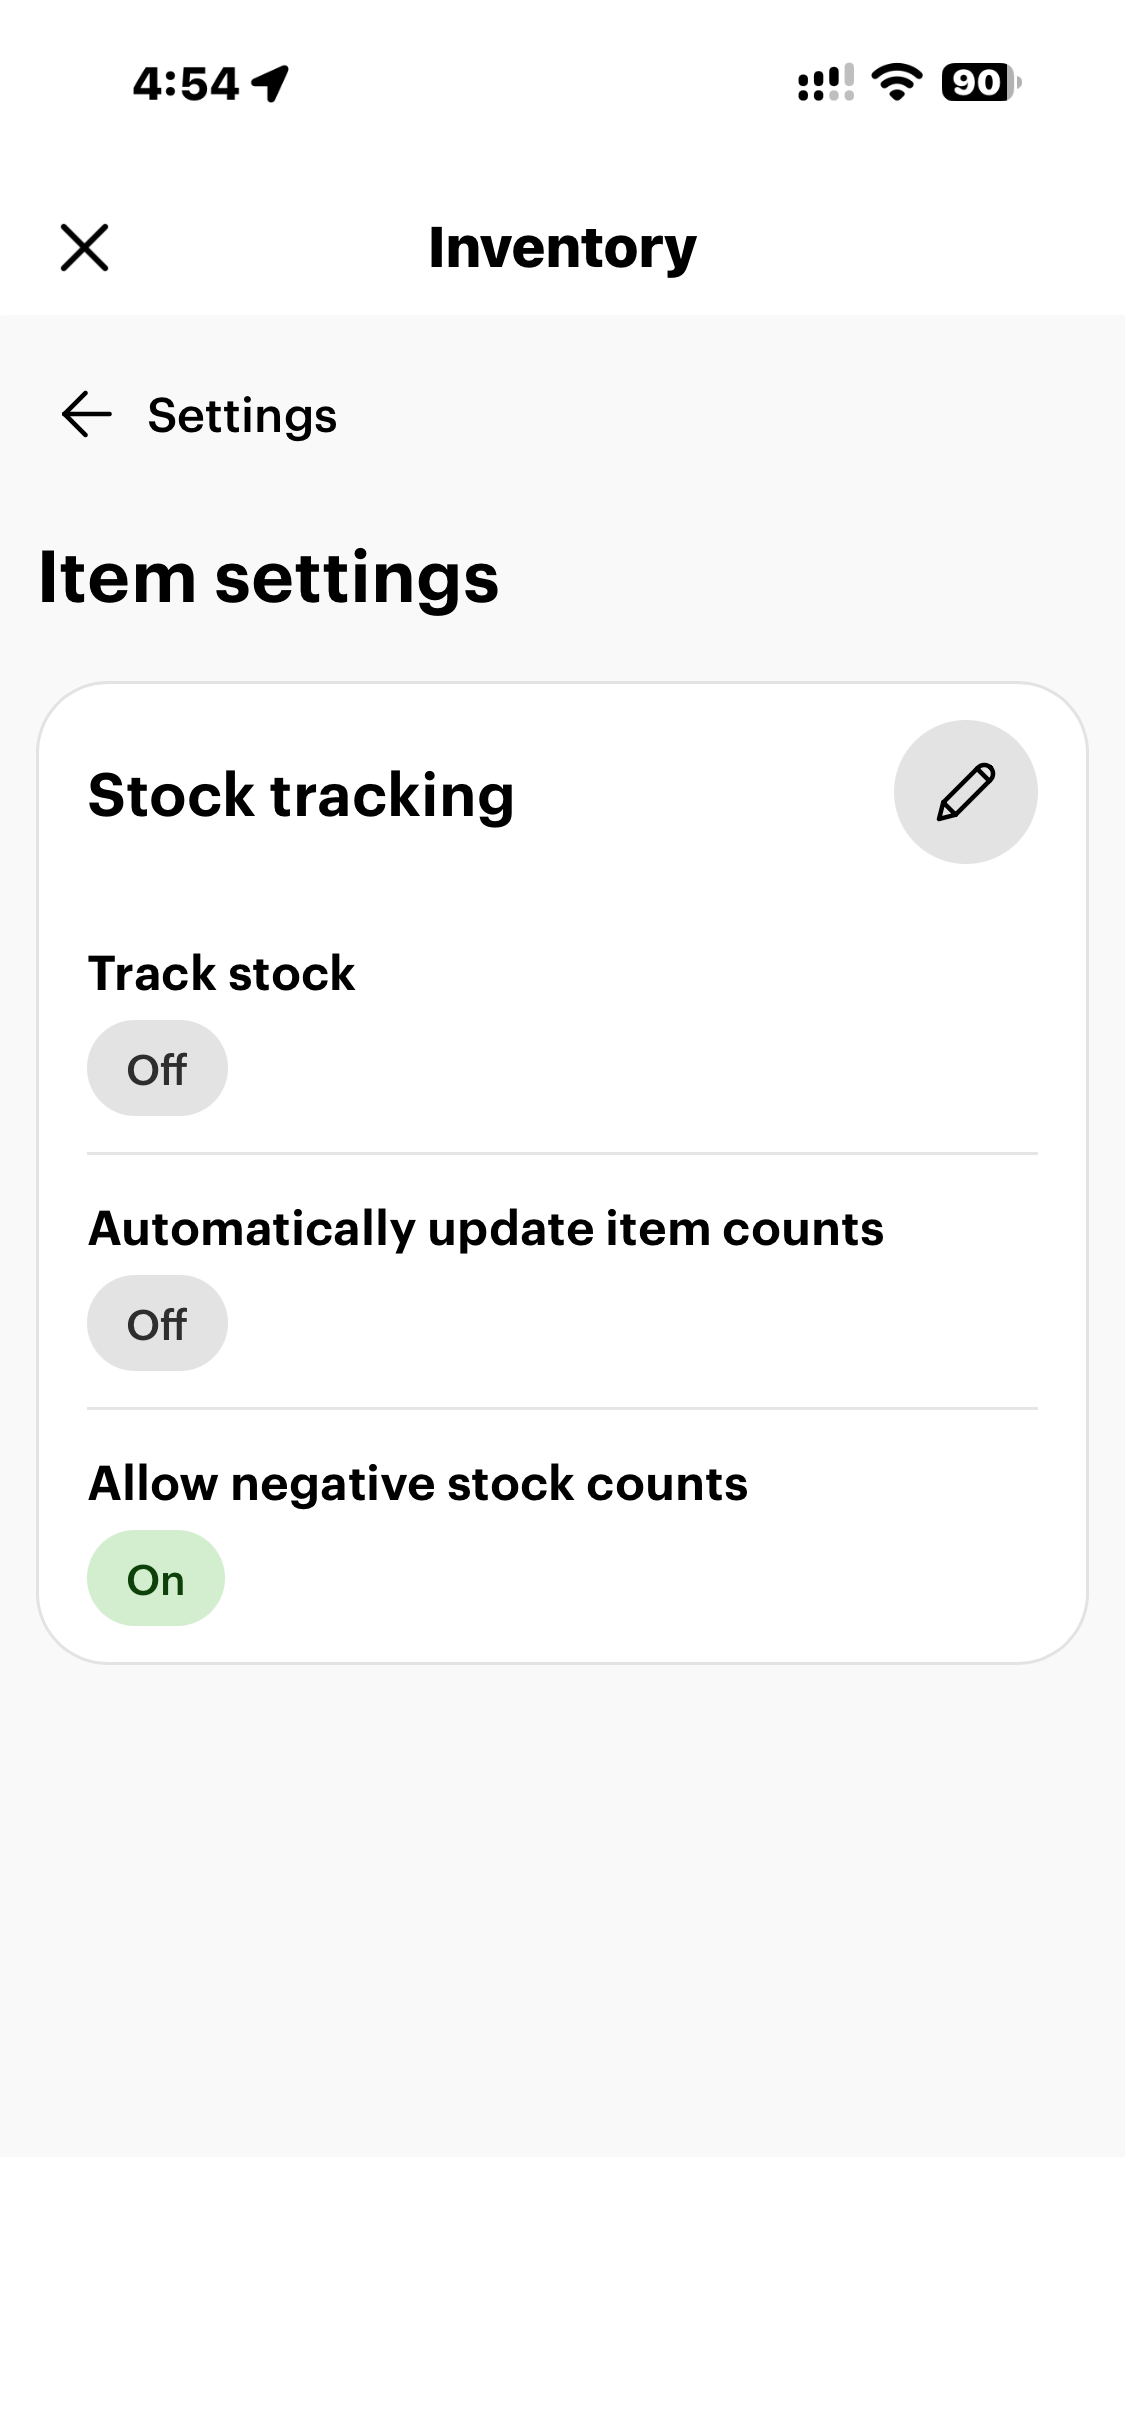 4:54
90
Inventory
Settings
Item settings
Stock tracking
Track stock
Off
Automatically update item counts
Off
Allow negative stock counts
On